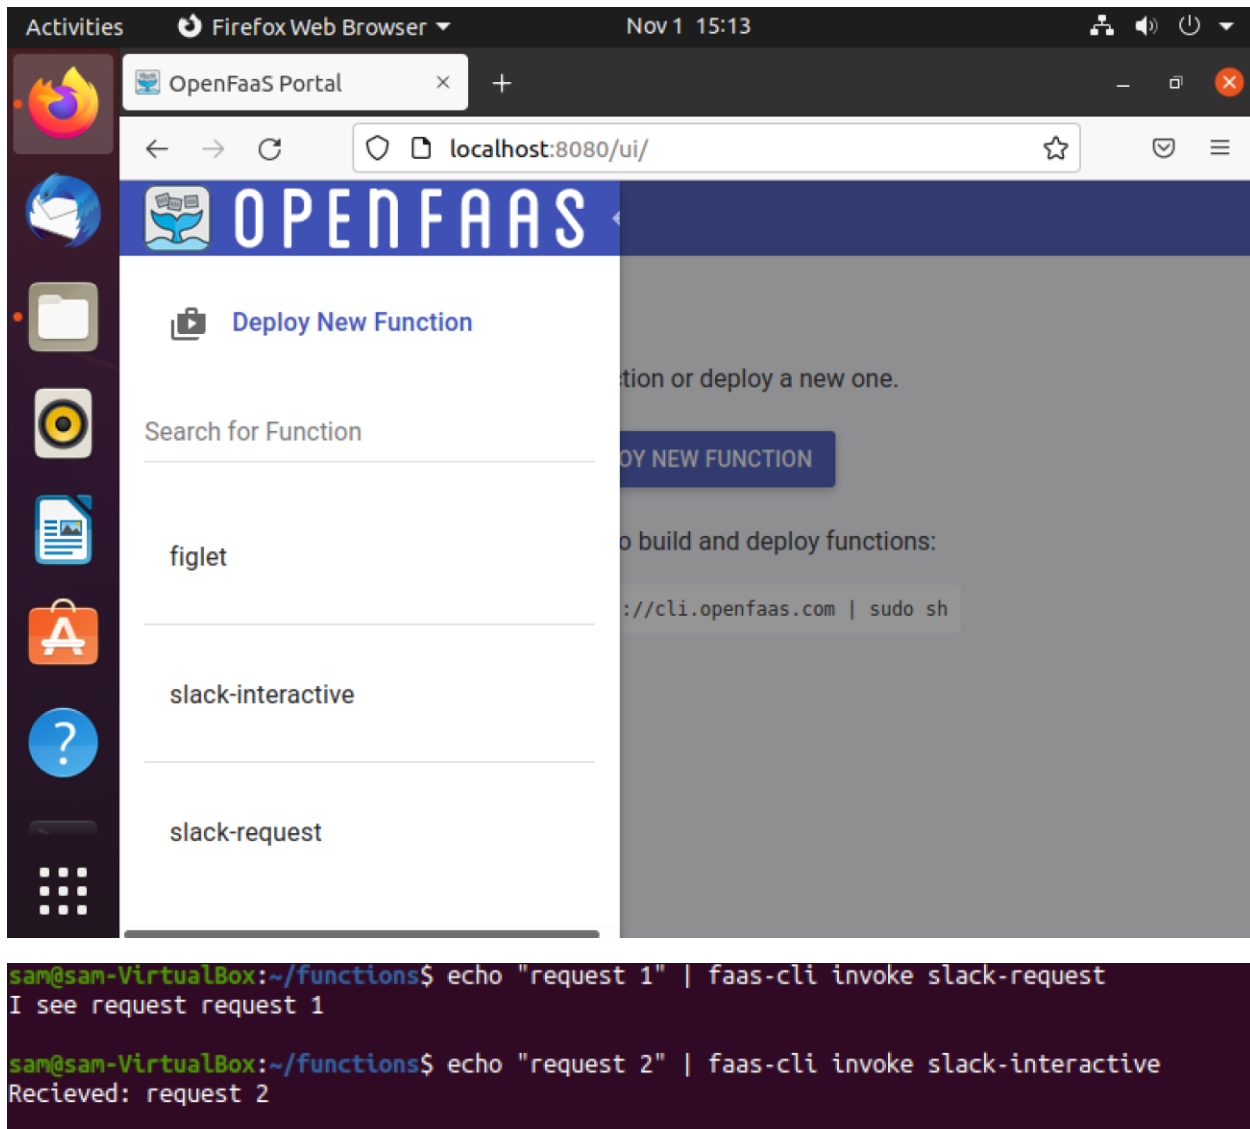 Activities Firefox Web Browser Nov 1 15:13
OpenFaaS Portal
localhost:8080/ui/
OPENFAAS
Deploy New Function
tion or deploy a new one.
Search for Function
OY NEW FUNCTION
o build and deploy functions:
figlet
://cli.openfaas.com | sudo sh
slack-interactive
slack-request
sam@sam-VirtualBox:~/functions$ echo "request 1" | faas-cli invoke slack-request
I see request request 1
sam@sam-VirtualBox:~/functions$ echo "request 2" | faas-cli invoke slack-interactive
Recieved: request 2